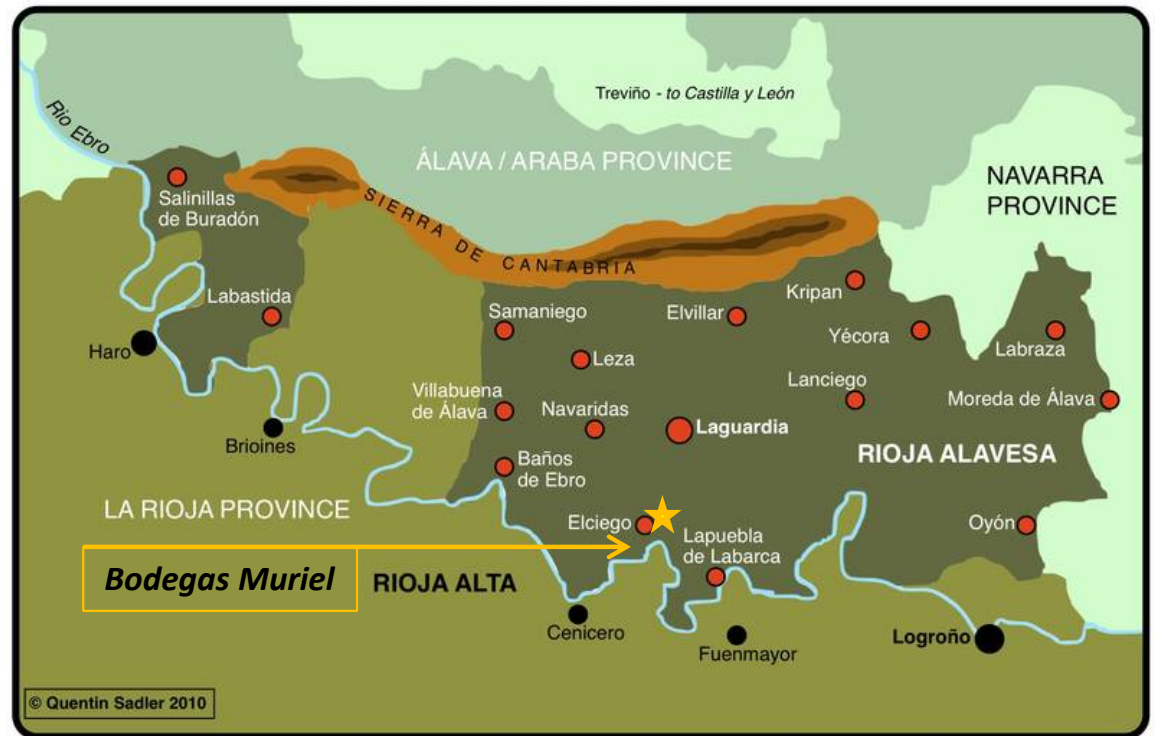 Treviño - to Castilla y León
Rio Ebro
ÁLAVA / ARABA PROVINCE
NAVARRA
PROVINCE
Salinillas
de Buradón
SIERRA DE CANTABRIA
Labastida
Samaniego
Elvillar
Kripan
Haro
Leza
Yécora
Labraza
Villabuena
de Álava
Navaridas
Lanciego
Moreda de Álava
Brioines
Laguardia
RIOJA ALAVESA
Baños
de Ebro
LA RIOJA PROVINCE
Elciego
Lapuebla
de Labarca
Oyón
Bodegas Muriel
RIOJA ALTA
Cenicero
Fuenmayor
Logroño
© Quentin Sadler 2010